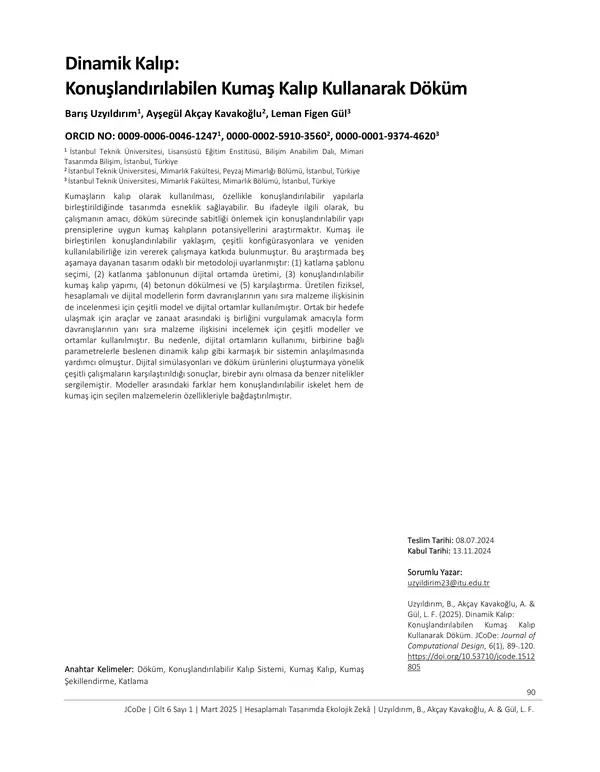 Dinamik Kalıp:
Konuşlandırılabilen Kumaş Kalıp Kullanarak Döküm
Barış Uzyıldırım¹, Ayşegül Akçay Kavakoğlu², Leman Figen Gül³
ORCID NO: 0009-0006-0046-1247¹, 0000-0002-5910-3560², 0000-0001-9374-4620³
¹ İstanbul Teknik Üniversitesi, Lisansüstü Eğitim Enstitüsü, Bilişim Anabilim Dalı, Mimari
Tasarımda Bilişim, İstanbul, Türkiye
² İstanbul Teknik Üniversitesi, Mimarlık Fakültesi, Peyzaj Mimarlığı Bölümü, İstanbul, Türkiye
³ İstanbul Teknik Üniversitesi, Mimarlık Fakültesi, Mimarlık Bölümü, İstanbul, Türkiye
Kumaşların kalıp olarak kullanılması, özellikle konuşlandırılabilir yapılarla
birleştirildiğinde tasarımda esneklik sağlayabilir. Bu ifadeyle ilgili olarak, bu
çalışmanın amacı, döküm sürecinde sabitliği önlemek için konuşlandırılabilir yapı
prensiplerine uygun kumaş kalıpların potansiyellerini araştırmaktır. Kumaş ile
birleştirilen konuşlandırılabilir yaklaşım, çeşitli konfigürasyonlara ve yeniden
kullanılabilirliğe izin vererek çalışmaya katkıda bulunmuştur. Bu araştırmada beş
aşamaya dayanan tasarım odaklı bir metodoloji uyarlanmıştır: (1) katlama şablonu
seçimi, (2) katlanma şablonunun dijital ortamda üretimi, (3) konuşlandırılabilir
kumaş kalıp yapımı, (4) betonun dökülmesi ve (5) karşılaştırma. Üretilen fiziksel,
hesaplamalı ve dijital modellerin form davranışlarının yanı sıra malzeme ilişkisinin
de incelenmesi için çeşitli model ve dijital ortamlar kullanılmıştır. Ortak bir hedefe
ulaşmak için araçlar ve zanaat arasındaki iş birliğini vurgulamak amacıyla form
davranışlarının yanı sıra malzeme ilişkisini incelemek için çeşitli modeller ve
ortamlar kullanılmıştır. Bu nedenle, dijital ortamların kullanımı, birbirine bağlı
parametrelerle beslenen dinamik kalıp gibi karmaşık bir sistemin anlaşılmasında
yardımcı olmuştur. Dijital simülasyonları ve döküm ürünlerini oluşturmaya yönelik
çeşitli çalışmaların karşılaştırıldığı sonuçlar, birebir aynı olmasa da benzer nitelikler
sergilemiştir. Modeller arasındaki farklar hem konuşlandırılabilir iskelet hem de
kumaş için seçilen malzemelerin özellikleriyle bağdaştırılmıştır.
Teslim Tarihi: 08.07.2024
Kabul Tarihi: 13.11.2024
Sorumlu Yazar:
uzyildirim23@itu.edu.tr
Uzyıldırım, B., Akçay Kavakoğlu, A. &
Gül, L. F. (2025). Dinamik Kalıp:
Konuşlandırılabilen Kumaş Kalıp
Kullanarak Döküm. JCoDe: Journal of
Computational Design, 6(1), 89-.120.
https://doi.org/10.53710/jcode.1512
805
Anahtar Kelimeler: Döküm, Konuşlandırılabilir Kalıp Sistemi, Kumaş Kalıp, Kumaş
Şekillendirme, Katlama
90
JCoDe | Cilt 6 Sayı 1 | Mart 2025 | Hesaplamalı Tasarımda Ekolojik Zekâ | Uzyıldırım, B., Akçay Kavakoğlu, A. & Gül, L. F.